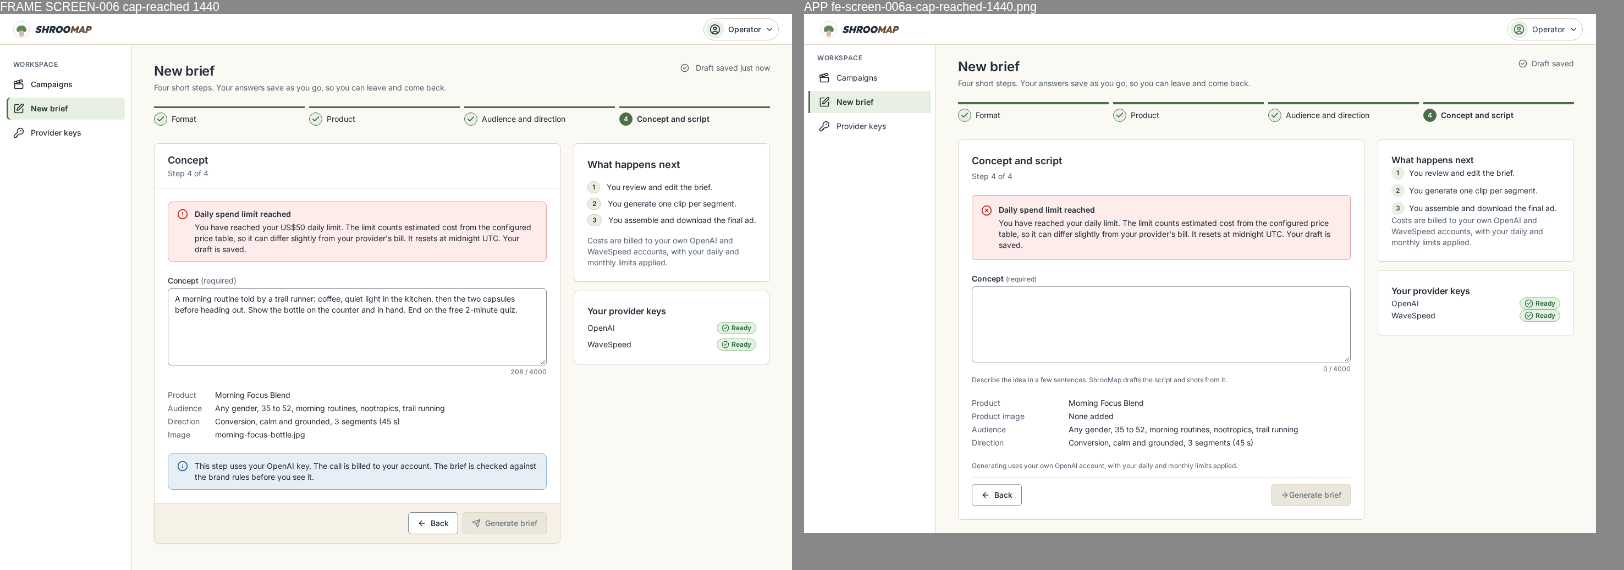 FRAME SCREEN-006 cap-reached 1440
SHROOMAP
Operator
WORKSPACE
Campaigns
New brief
Provider keys
New brief
Draft saved just now
Four short steps. Your answers save as you go, so you can leave and come back.
Format
Product
Audience and direction
4 Concept and script
Concept
Step 4 of 4
Daily spend limit reached
You have reached your US$50 daily limit. The limit counts estimated cost from the configured
price table, so it can differ slightly from your provider's bill. It resets at midnight UTC. Your
draft is saved.
Concept (required)
A morning routine told by a trail runner: coffee, quiet light in the kitchen, then the two capsules
before heading out. Show the bottle on the counter and in hand. End on the free 2-minute quiz.
208 / 4000
Product Morning Focus Blend
Audience Any gender, 35 to 52, morning routines, nootropics, trail running
Direction Conversion, calm and grounded, 3 segments (45 s)
Image morning-focus-bottle.jpg
This step uses your OpenAI key. The call is billed to your account. The brief is checked against
the brand rules before you see it.
Back
Generate brief
What happens next
1 You review and edit the brief.
2 You generate one clip per segment.
3 You assemble and download the final ad.
Costs are billed to your own OpenAI and
WaveSpeed accounts, with your daily and
monthly limits applied.
Your provider keys
OpenAI Ready
WaveSpeed Ready
APP fe-screen-006a-cap-reached-1440.png
SHROOMAP
Operator
WORKSPACE
Campaigns
New brief
Provider keys
New brief
Draft saved
Four short steps. Your answers save as you go, so you can leave and come back.
Format
Product
Audience and direction
4 Concept and script
Concept and script
Step 4 of 4
Daily spend limit reached
You have reached your daily limit. The limit counts estimated cost from the configured price
table, so it can differ slightly from your provider's bill. It resets at midnight UTC. Your draft is
saved.
Concept (required)
0 / 4000
Describe the idea in a few sentences. ShrooMap drafts the script and shots from it.
Product Morning Focus Blend
Product image None added
Audience Any gender, 35 to 52, morning routines, nootropics, trail running
Direction Conversion, calm and grounded, 3 segments (45 s)
Generating uses your own OpenAI account, with your daily and monthly limits applied.
Back
Generate brief
What happens next
1 You review and edit the brief.
2 You generate one clip per segment.
3 You assemble and download the final ad.
Costs are billed to your own OpenAI and
WaveSpeed accounts, with your daily and
monthly limits applied.
Your provider keys
OpenAI Ready
WaveSpeed Ready